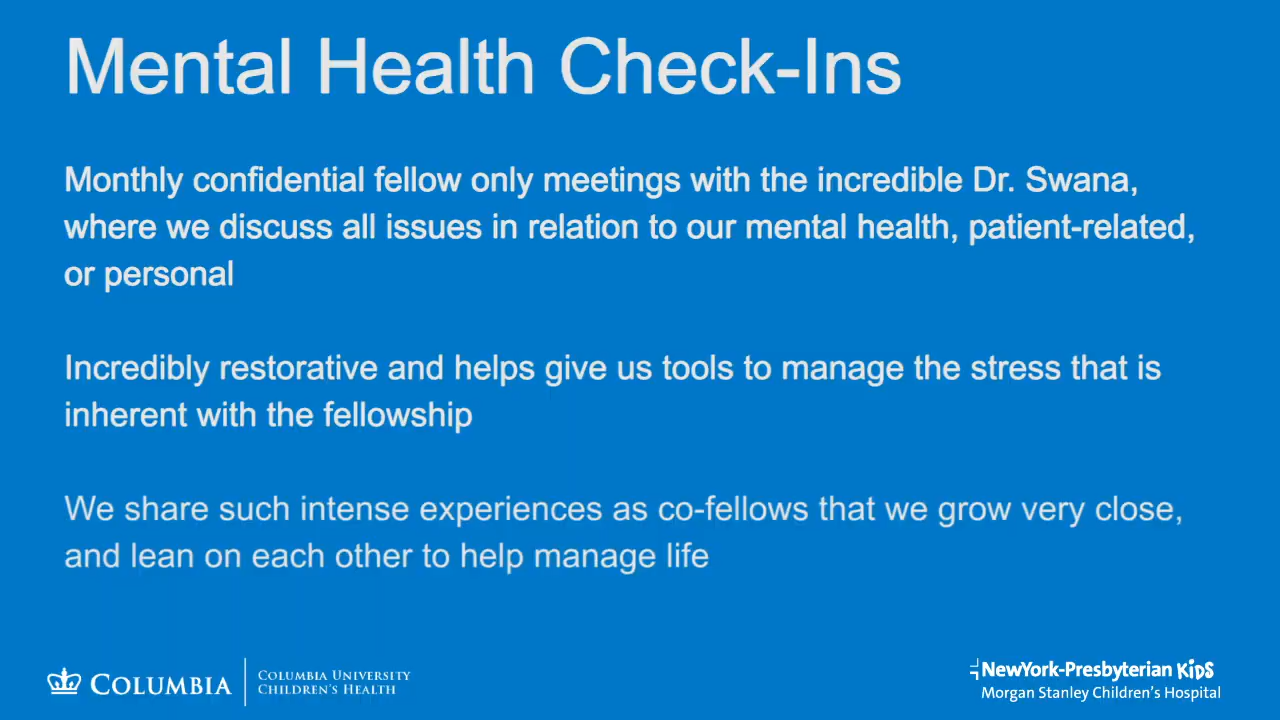 Mental Health Check-Ins
Monthly confidential fellow only meetings with the incredible Dr. Swana,
where we discuss all issues in relation to our mental health, patient-related,
or personal
Incredibly restorative and helps give us tools to manage the stress that is
inherent with the fellowship
We share such intense experiences as co-fellows that we grow very close,
and lean on each other to help manage life
COLUMBIA
COLUMBIA UNIVERSITY
CHILDREN'S HEALTH
NewYork-Presbyterian KiDS
Morgan Stanley Children's Hospital